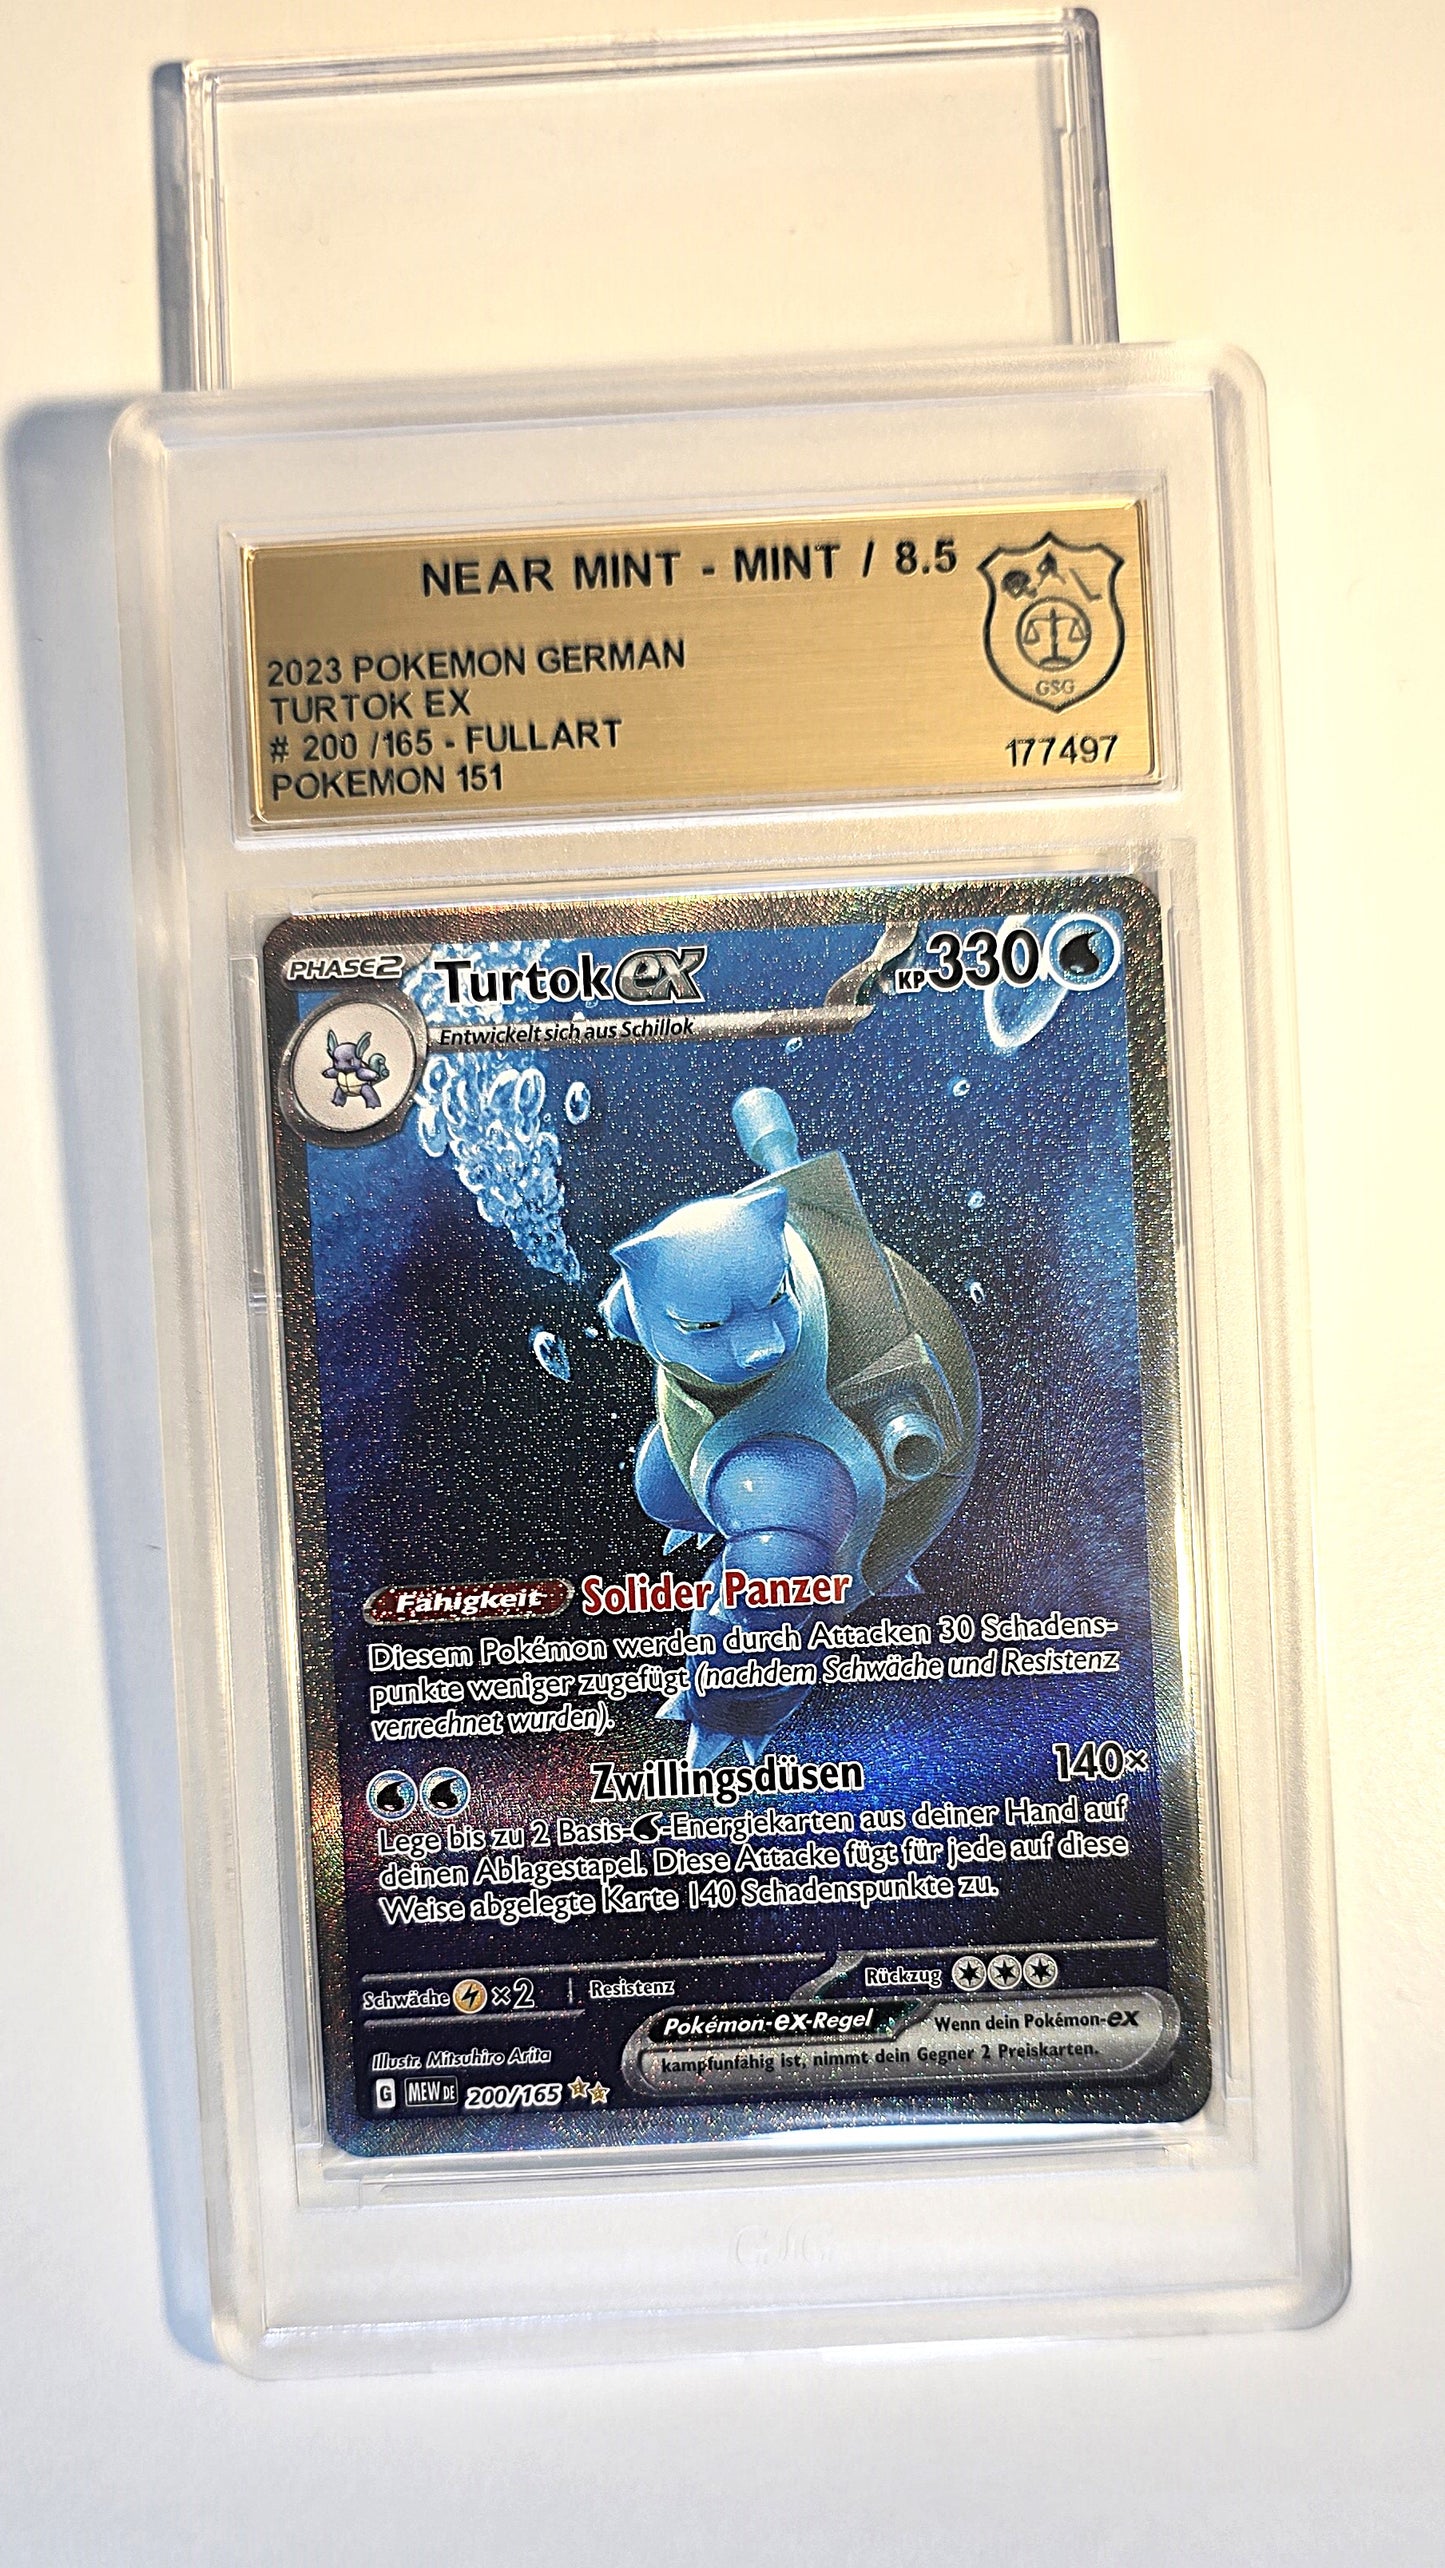 NEAR MINT - MINT / 8.5
2023 POKEMON GERMAN
TURTOK EX
# 200 /165 - FULLART
POKEMON 151
GSG
177497
PHASE2 Turtok ex KP330
Entwickelt sich aus Schillok
Fähigkeit Solider Panzer
Diesem Pokémon werden durch Attacken 30 Schadens-
punkte weniger zugefügt (nachdem Schwäche und Resistenz
verrechnet wurden).
Zwillingsdüsen 140×
Lege bis zu 2 Basis- -Energiekarten aus deiner Hand auf
deinen Ablagestapel. Diese Attacke fügt für jede auf diese
Weise abgelegte Karte 140 Schadenspunkte zu.
Schwäche ×2 Resistenz Rückzug
Pokémon-ex-Regel Wenn dein Pokémon-ex
kampfunfähig ist, nimmt dein Gegner 2 Preiskarten.
Illustr. Mitsuhiro Arita
G MEW DE 200/165